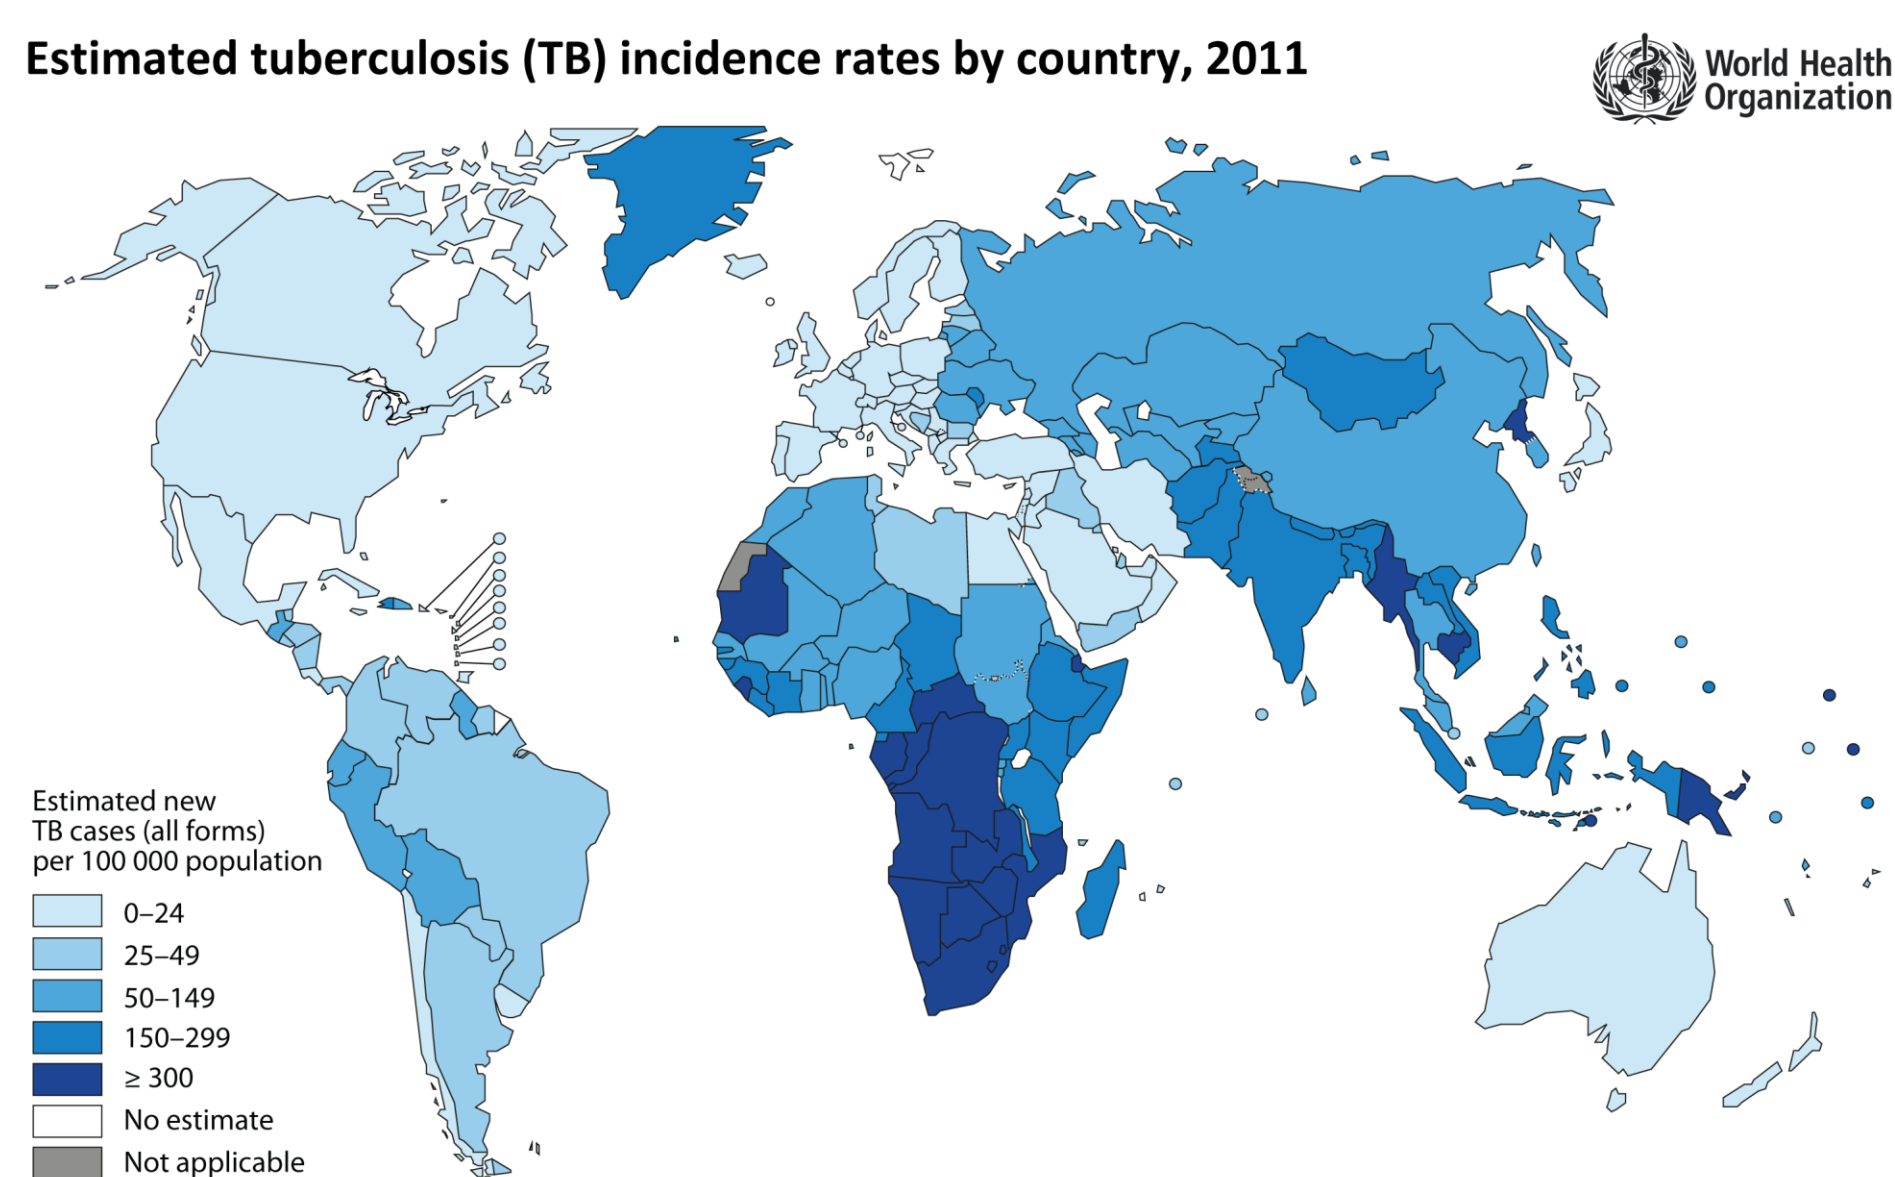 Estimated tuberculosis (TB) incidence rates by country, 2011
World Health
Organization
Estimated new
TB cases (all forms)
per 100 000 population
0–24
25–49
50–149
150–299
≥ 300
No estimate
Not applicable